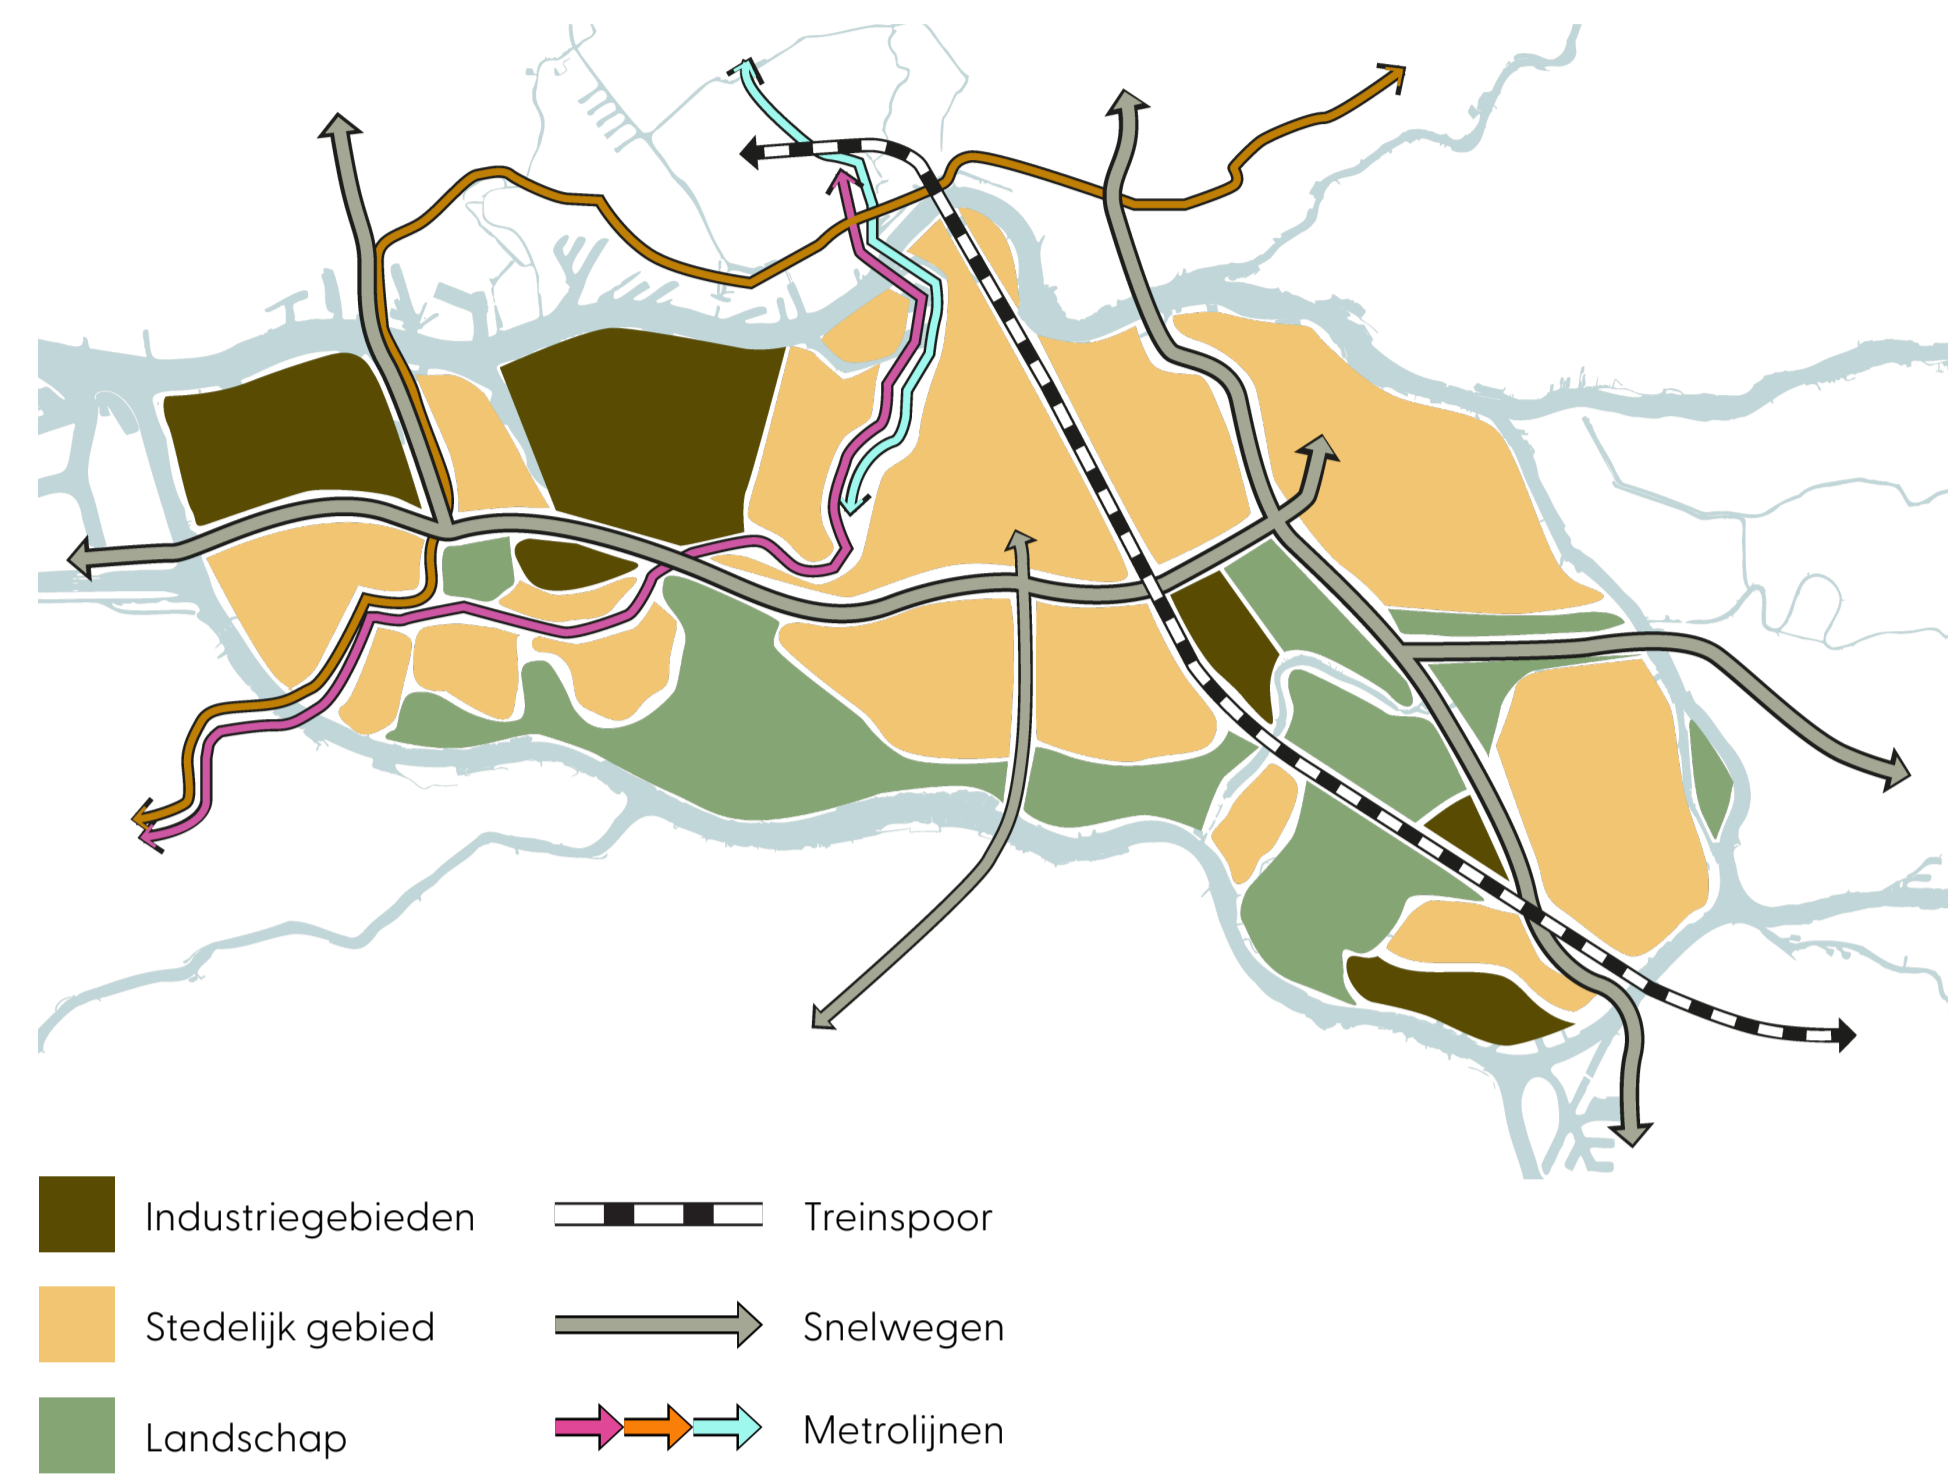 Industriegebieden
Stedelijk gebied
Landschap
Treinspoor
Snelwegen
Metrolijnen